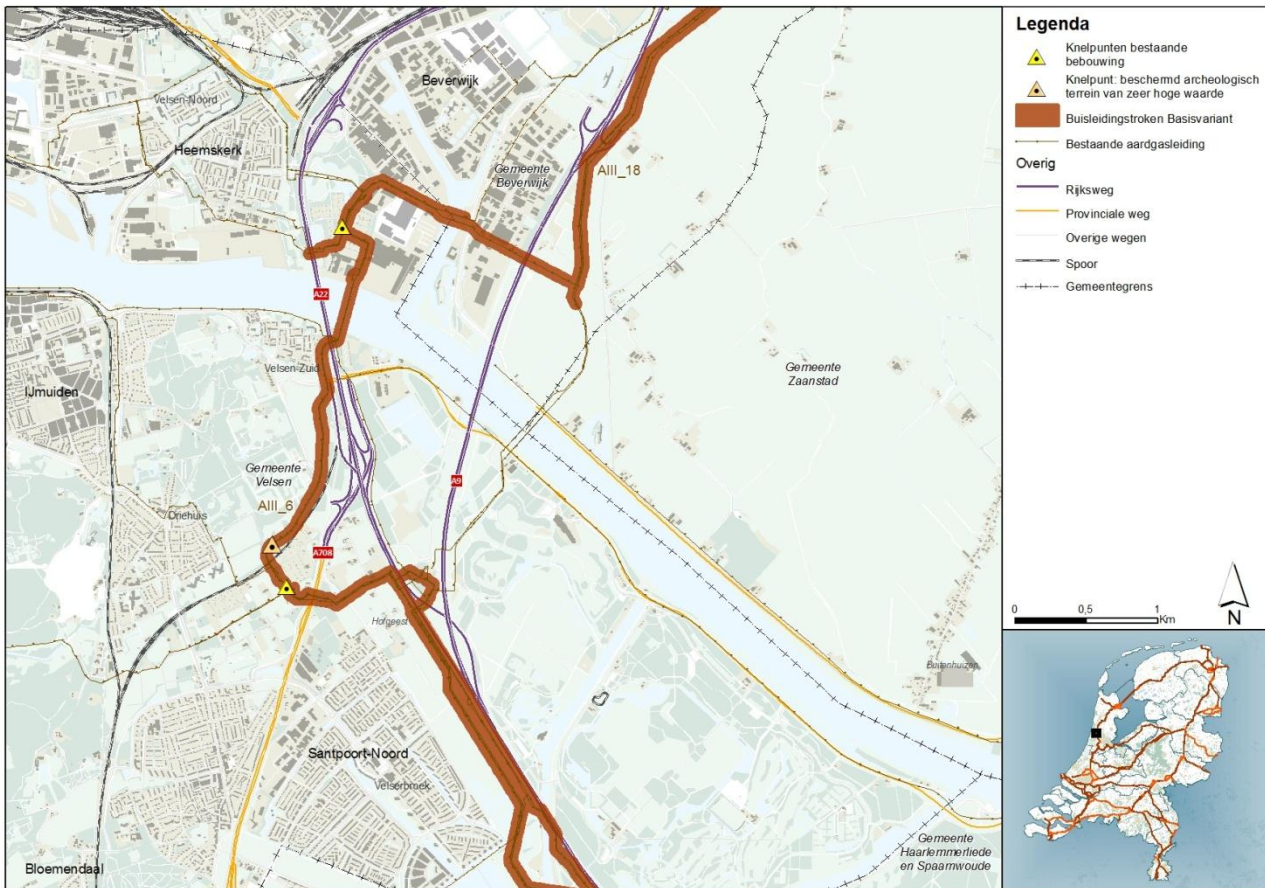 Beverwijk
Velsen-Noord
Heemskerk
Gemeente
Beverwijk
AIII_18
A22
Velsen-Zuid
IJmuiden
Gemeente
Zaanstad
Gemeente
Velsen
A9
AIII_6
Driehuis
A708
Hofgeest
Buitenhuizen
Santpoort-Noord
Velserbroek
Bloemendaal
Gemeente
Haarlemmerliede
en Spaarnwoude
Legenda
Knelpunten bestaande
bebouwing
Knelpunt: beschermd archeologisch
terrein van zeer hoge waarde
Buisleidingstroken Basisvariant
Bestaande aardgasleiding
Overig
Rijksweg
Provinciale weg
Overige wegen
Spoor
Gemeentegrens
0 0,5 1
Km
N